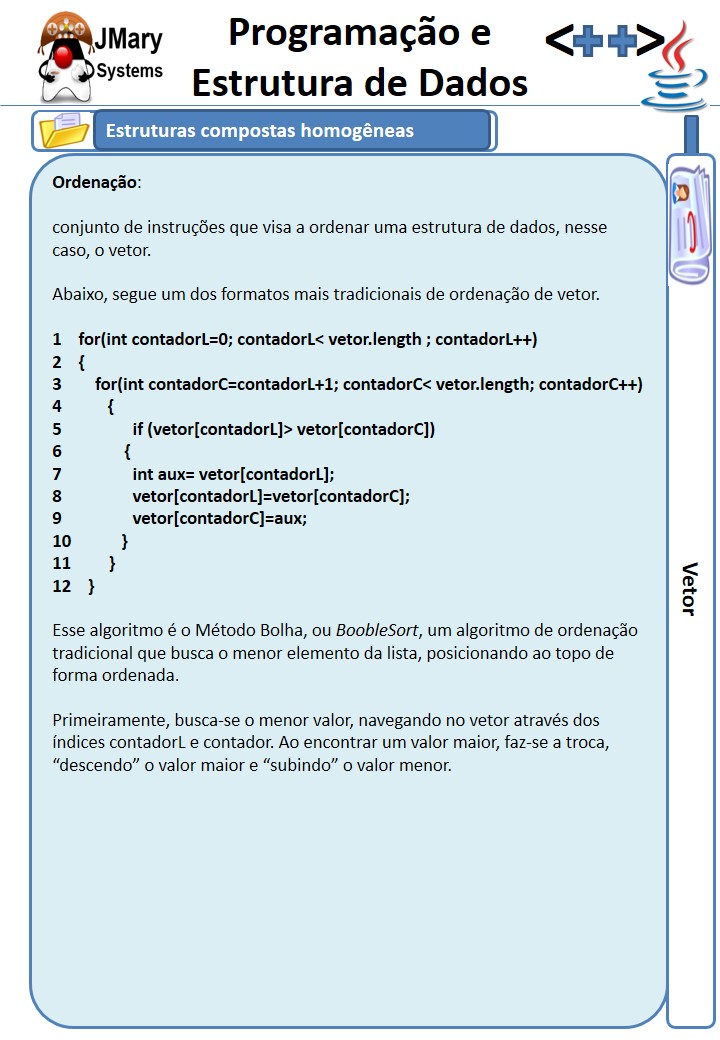 JMary
Systems
Programação e
Estrutura de Dados
<++>
Estruturas compostas homogêneas
Ordenação:
conjunto de instruções que visa a ordenar uma estrutura de dados, nesse
caso, o vetor.
Abaixo, segue um dos formatos mais tradicionais de ordenação de vetor.
1 for(int contadorL=0; contadorL< vetor.length ; contadorL++)
2 {
3 for(int contadorC=contadorL+1; contadorC< vetor.length; contadorC++)
4 {
5 if (vetor[contadorL]> vetor[contadorC])
6 {
7 int aux= vetor[contadorL];
8 vetor[contadorL]=vetor[contadorC];
9 vetor[contadorC]=aux;
10 }
11 }
12 }
Esse algoritmo é o Método Bolha, ou BoobleSort, um algoritmo de ordenação
tradicional que busca o menor elemento da lista, posicionando ao topo de
forma ordenada.
Primeiramente, busca-se o menor valor, navegando no vetor através dos
índices contadorL e contador. Ao encontrar um valor maior, faz-se a troca,
“descendo” o valor maior e “subindo” o valor menor.
Vetor